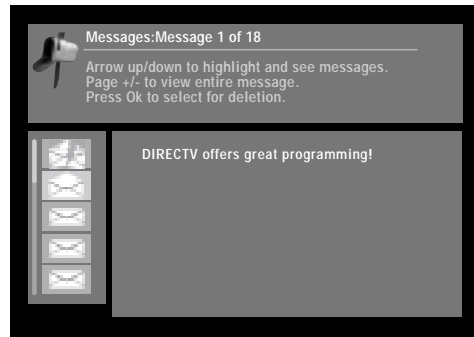 Messages:Message 1 of 18
Arrow up/down to highlight and see messages.
Page +/- to view entire message.
Press Ok to select for deletion.
DIRECTV offers great programming!